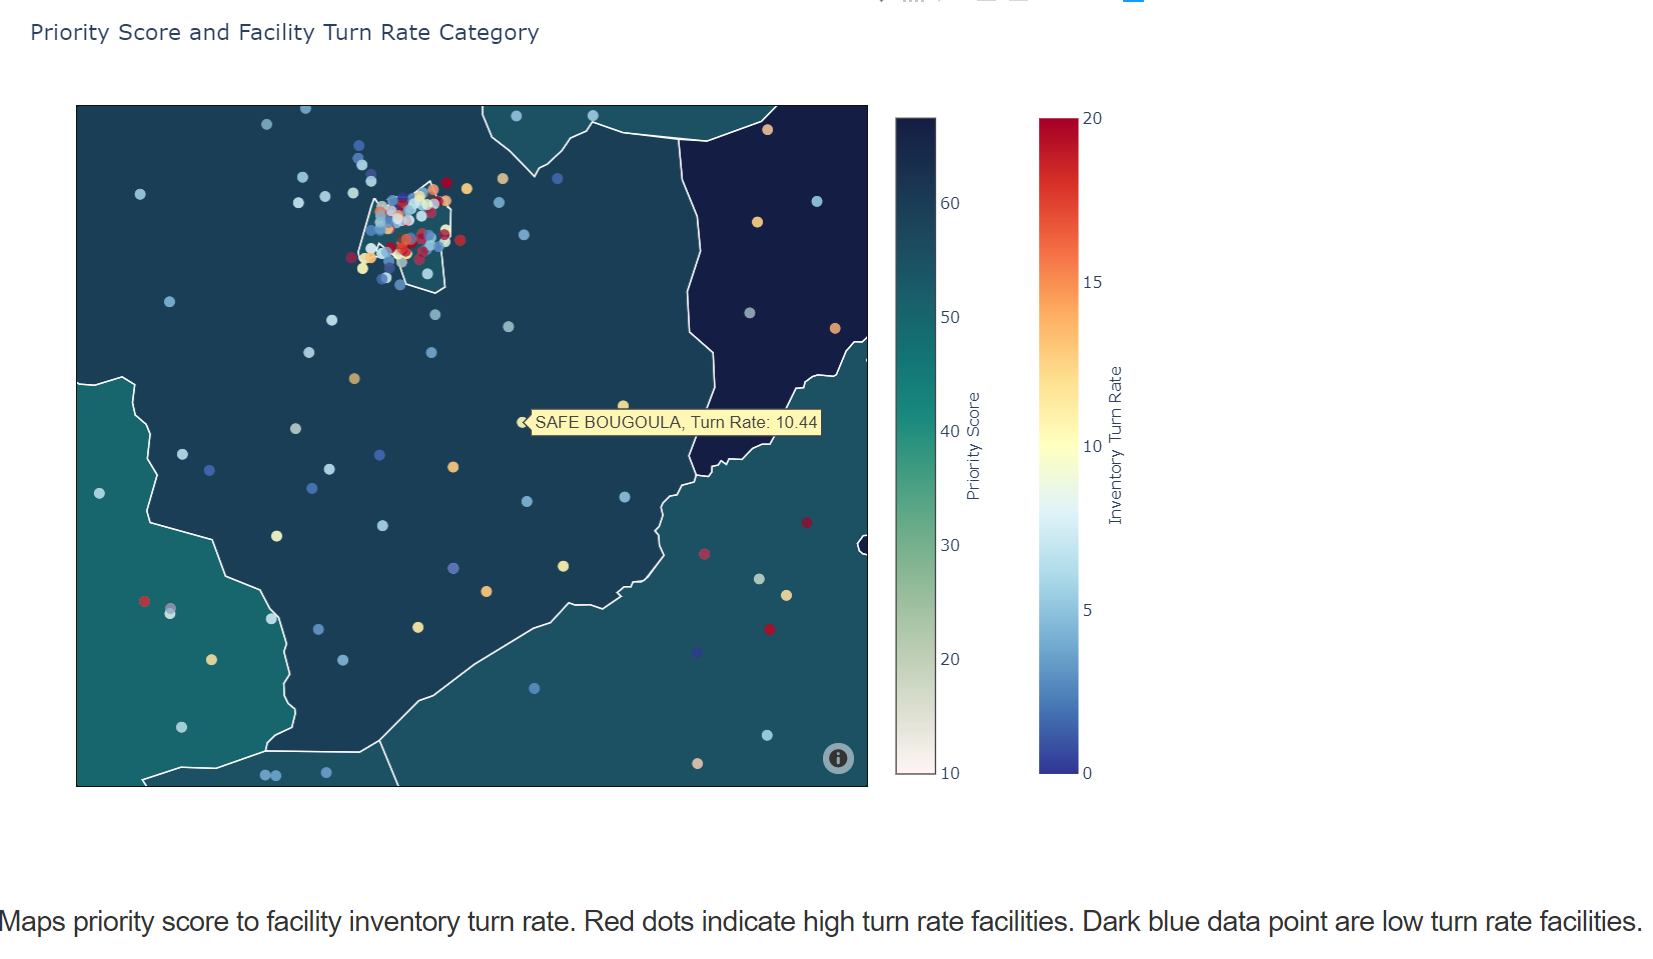 Priority Score and Facility Turn Rate Category
SAFE BOUGOULA, Turn Rate: 10.44
60
50
40
30
20
10
Priority Score
20
15
10
5
0
Inventory Turn Rate
Maps priority score to facility inventory turn rate. Red dots indicate high turn rate facilities. Dark blue data point are low turn rate facilities.